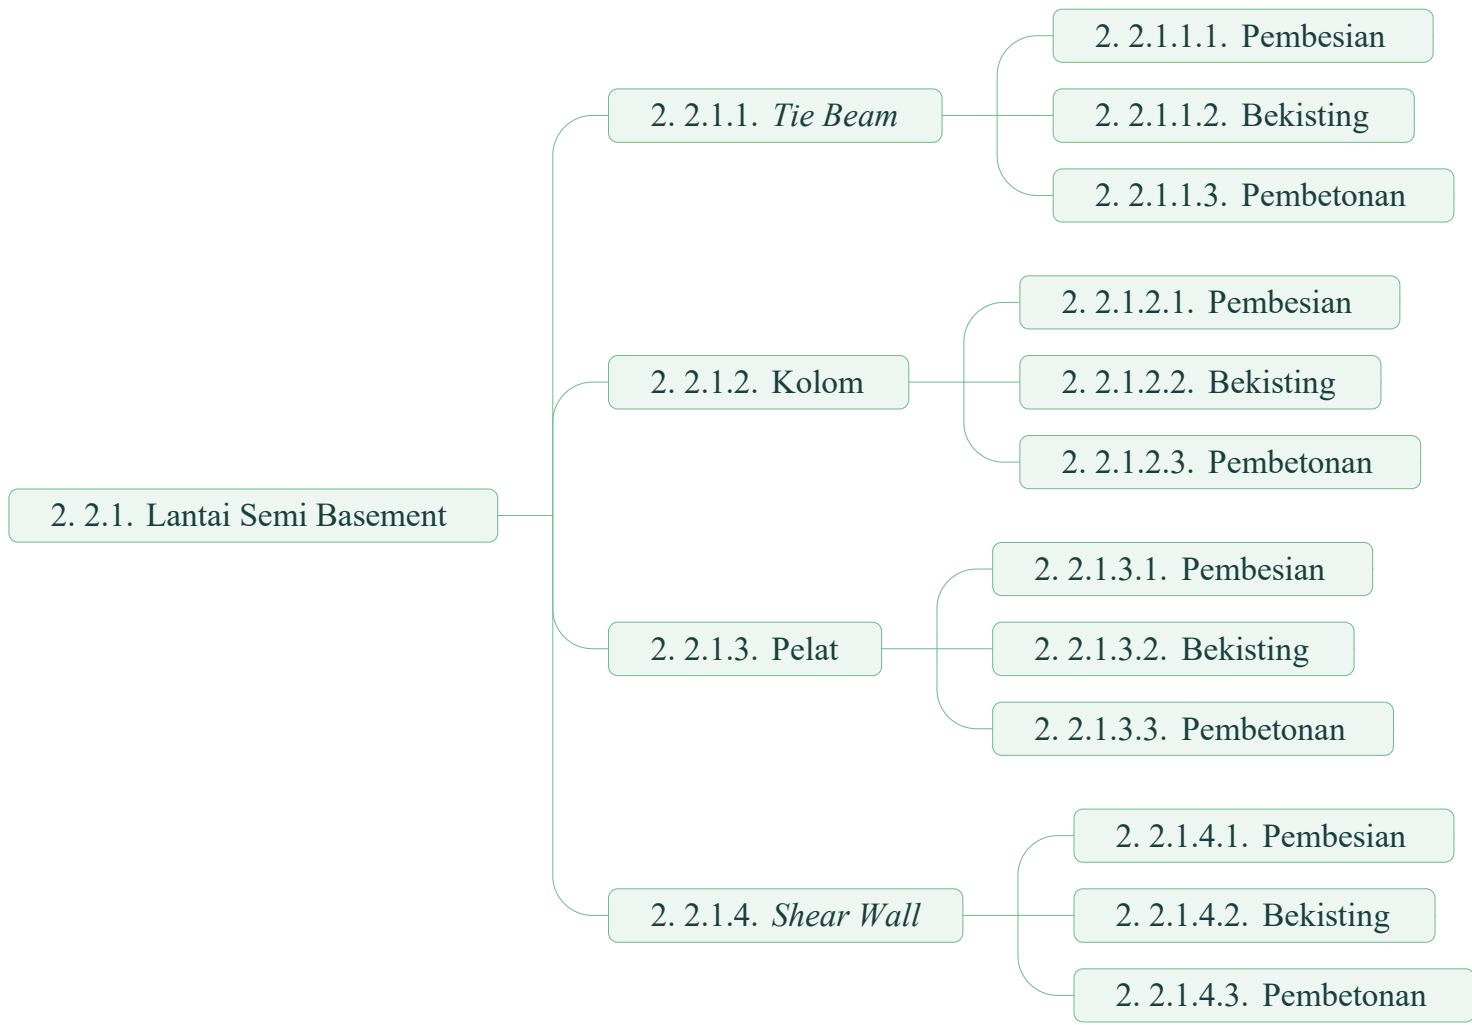 2. 2.1. Lantai Semi Basement
2. 2.1.1. Tie Beam
2. 2.1.1.1. Pembesian
2. 2.1.1.2. Bekisting
2. 2.1.1.3. Pembetonan
2. 2.1.2. Kolom
2. 2.1.2.1. Pembesian
2. 2.1.2.2. Bekisting
2. 2.1.2.3. Pembetonan
2. 2.1.3. Pelat
2. 2.1.3.1. Pembesian
2. 2.1.3.2. Bekisting
2. 2.1.3.3. Pembetonan
2. 2.1.4. Shear Wall
2. 2.1.4.1. Pembesian
2. 2.1.4.2. Bekisting
2. 2.1.4.3. Pembetonan